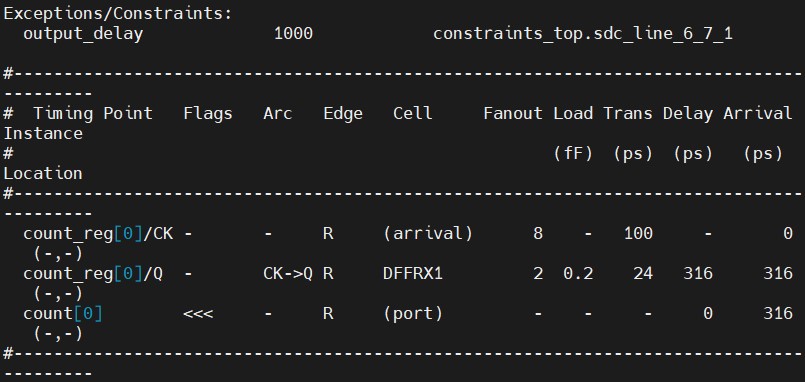 Exceptions/Constraints:
  output_delay             1000            constraints_top.sdc_line_6_7_1

#-------------------------------------------------------------------------------
---------
#  Timing Point   Flags   Arc   Edge   Cell     Fanout Load Trans Delay Arrival
Instance
#                                                      (fF) (ps)  (ps)   (ps)
Location
#-------------------------------------------------------------------------------
---------
  count_reg[0]/CK -       -     R     (arrival)      8    -   100     -       0
   (-,-)
  count_reg[0]/Q  -       CK->Q R     DFFRX1         2  0.2    24   316     316
   (-,-)
  count[0]        <<<     -     R     (port)         -    -     -     0     316
   (-,-)
#-------------------------------------------------------------------------------
---------